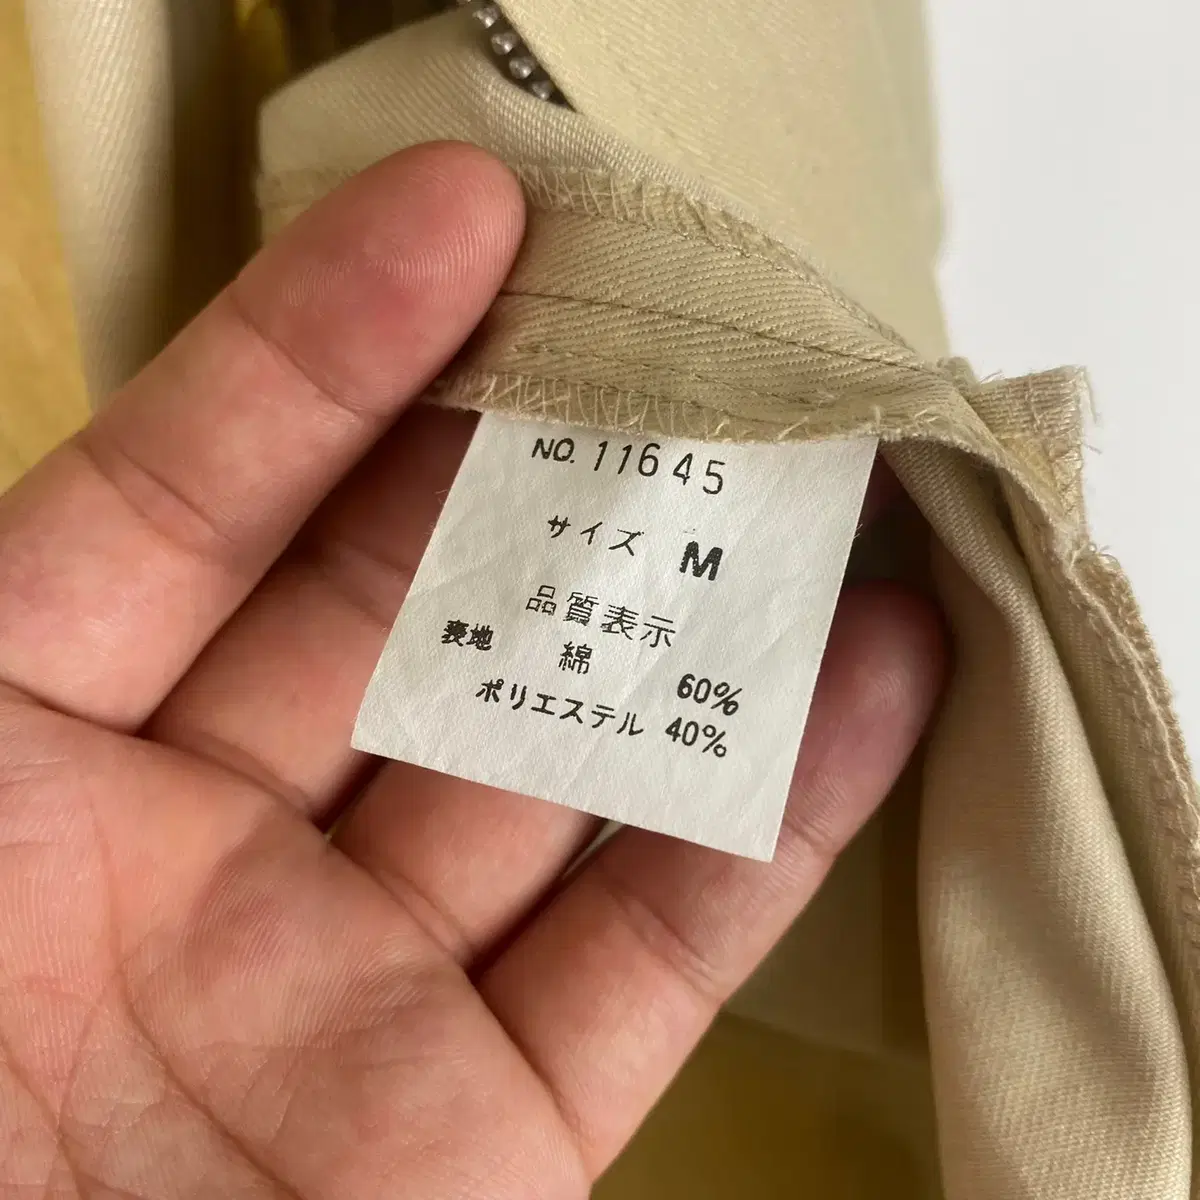 NO. 11645
サイズ M
品質表示
表地 綿 60%
ポリエステル 40%